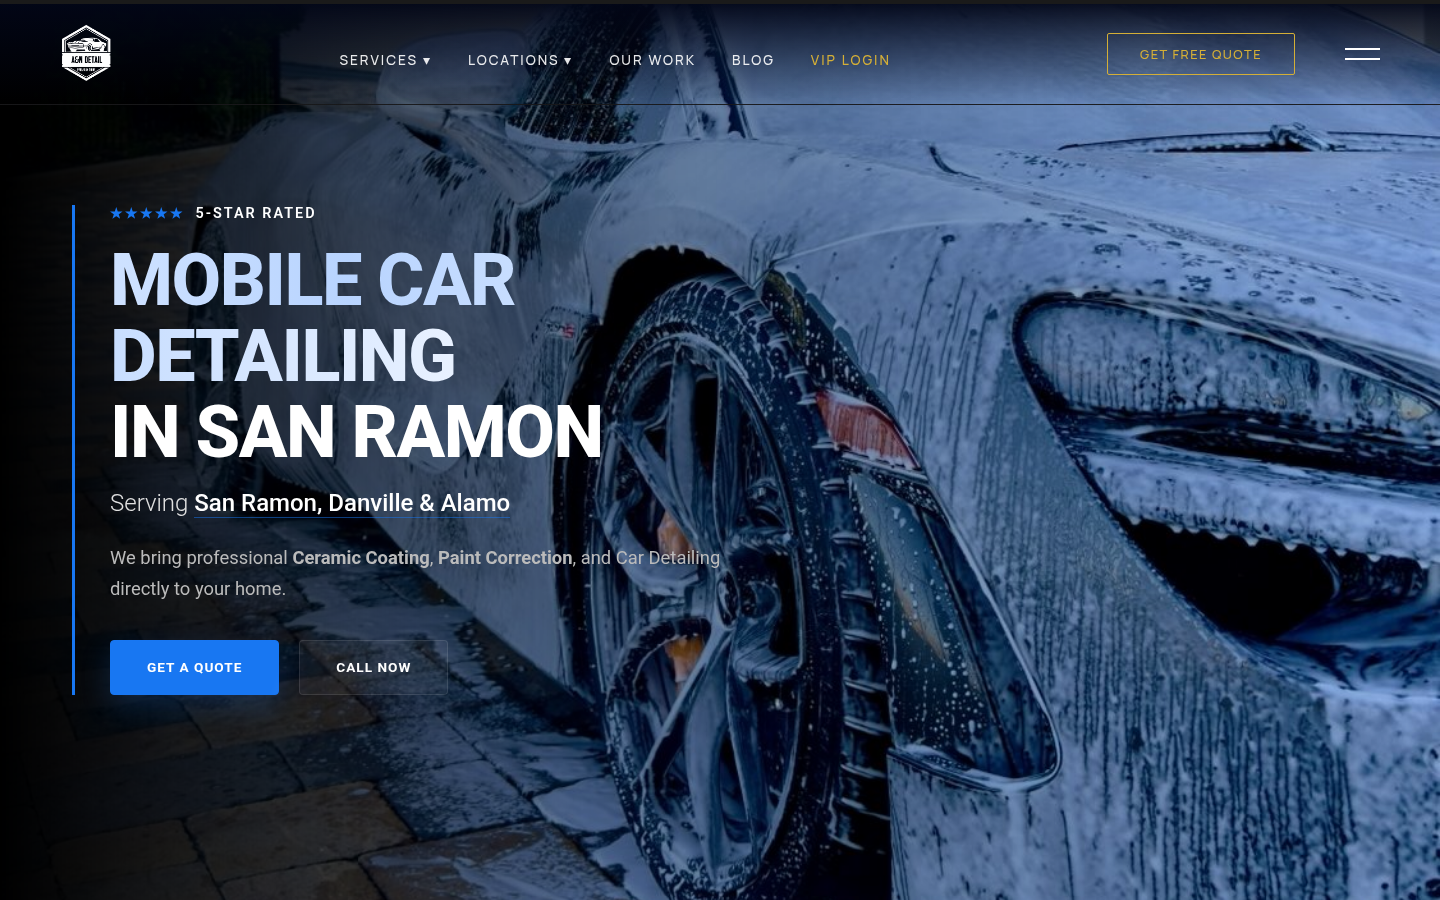 A&N DETAIL
SERVICES ▾
LOCATIONS ▾
OUR WORK
BLOG
VIP LOGIN
GET FREE QUOTE
★★★★★ 5-STAR RATED
MOBILE CAR
DETAILING
IN SAN RAMON
Serving San Ramon, Danville & Alamo
We bring professional Ceramic Coating, Paint Correction, and Car Detailing
directly to your home.
GET A QUOTE
CALL NOW